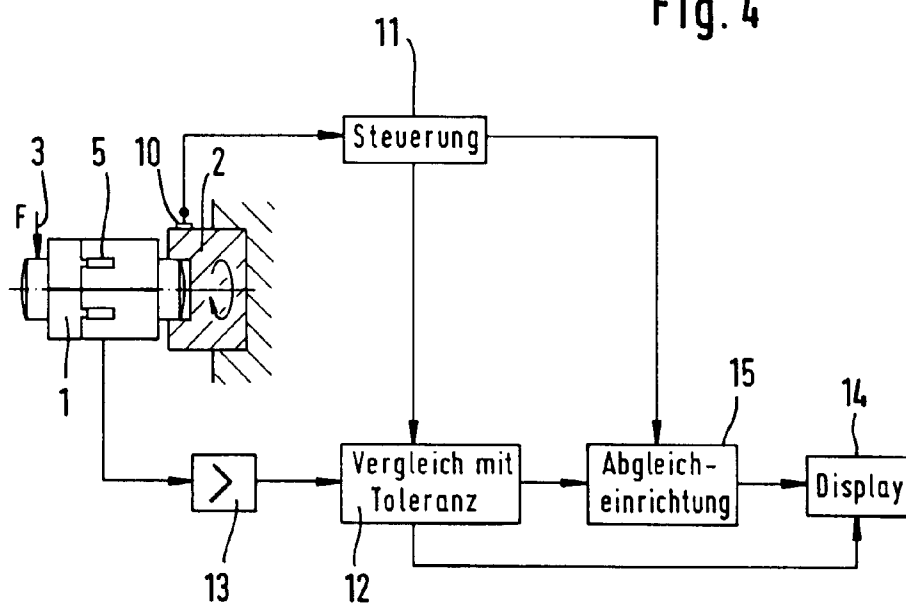 Fig. 4
11
Steuerung
3
5
10
2
F
1
15
14
Vergleich mit
Toleranz
Abgleich-
einrichtung
Display
13
12